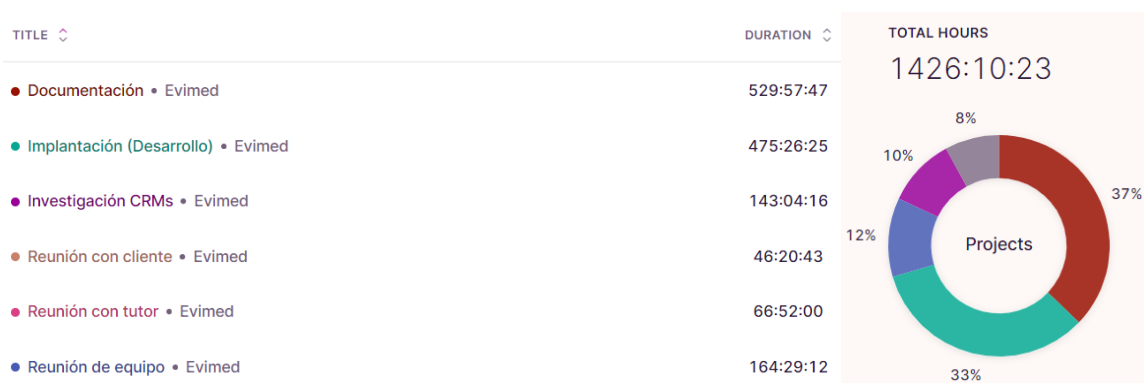 TITLE DURATION
Documentación • Evimed 529:57:47
Implantación (Desarrollo) • Evimed 475:26:25
Investigación CRMs • Evimed 143:04:16
Reunión con cliente • Evimed 46:20:43
Reunión con tutor • Evimed 66:52:00
Reunión de equipo • Evimed 164:29:12
TOTAL HOURS
1426:10:23
8%
10%
37%
12%
Projects
33%